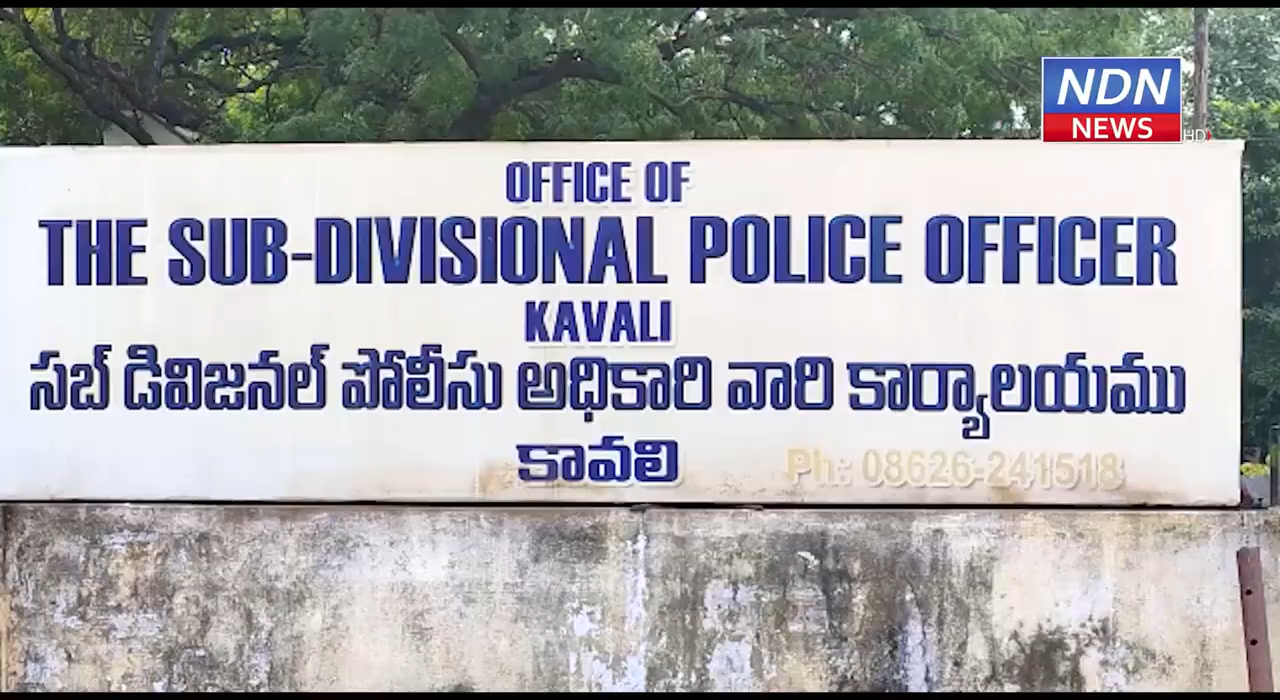 NDN
NEWS
HD
OFFICE OF
THE SUB-DIVISIONAL POLICE OFFICER
KAVALI
సబ్ డివిజనల్ పోలీసు అధికారి వారి కార్యాలయము
కావలి
Ph: 08626-241518